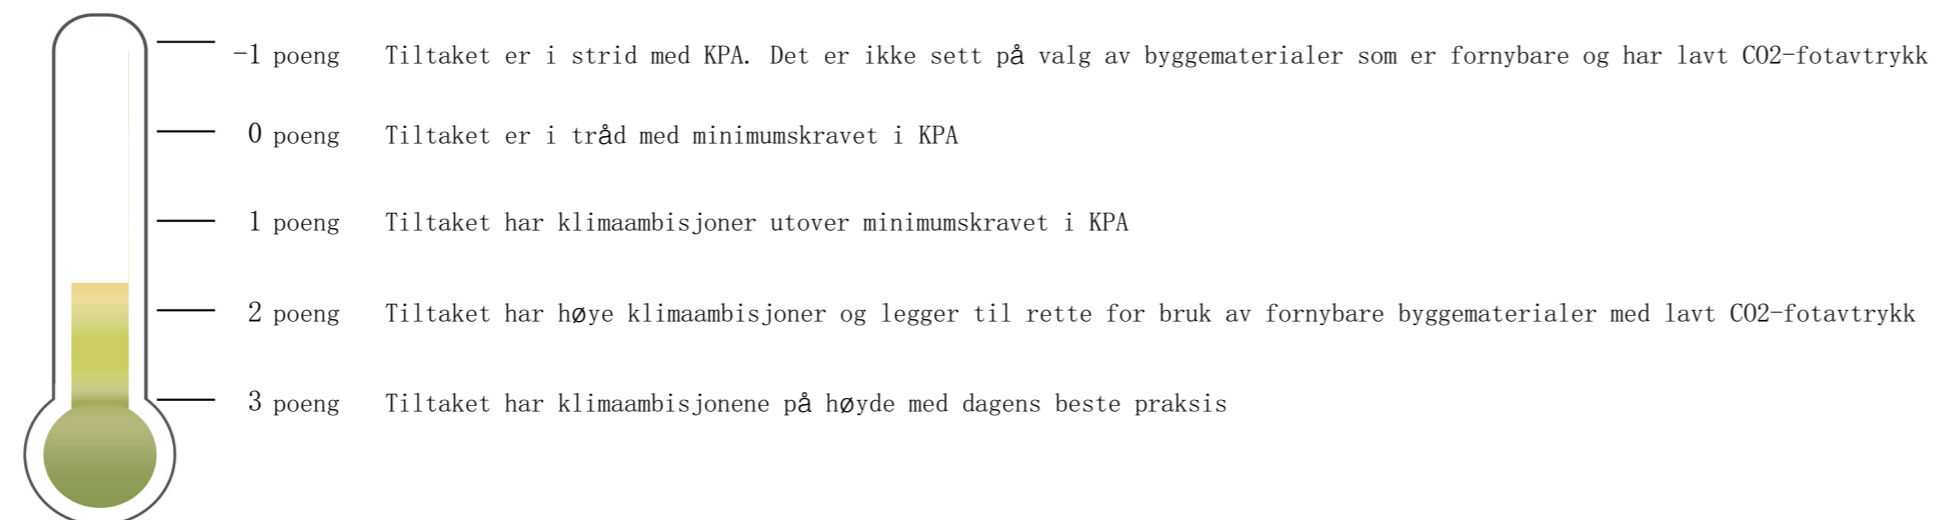 -1 poeng Tiltaket er i strid med KPA. Det er ikke sett på valg av byggematerialer som er fornybare og har lavt CO2-fotavtrykk
0 poeng Tiltaket er i tråd med minimumskravet i KPA
1 poeng Tiltaket har klimaambisjoner utover minimumskravet i KPA
2 poeng Tiltaket har høye klimaambisjoner og legger til rette for bruk av fornybare byggematerialer med lavt CO2-fotavtrykk
3 poeng Tiltaket har klimaambisjonene på høyde med dagens beste praksis